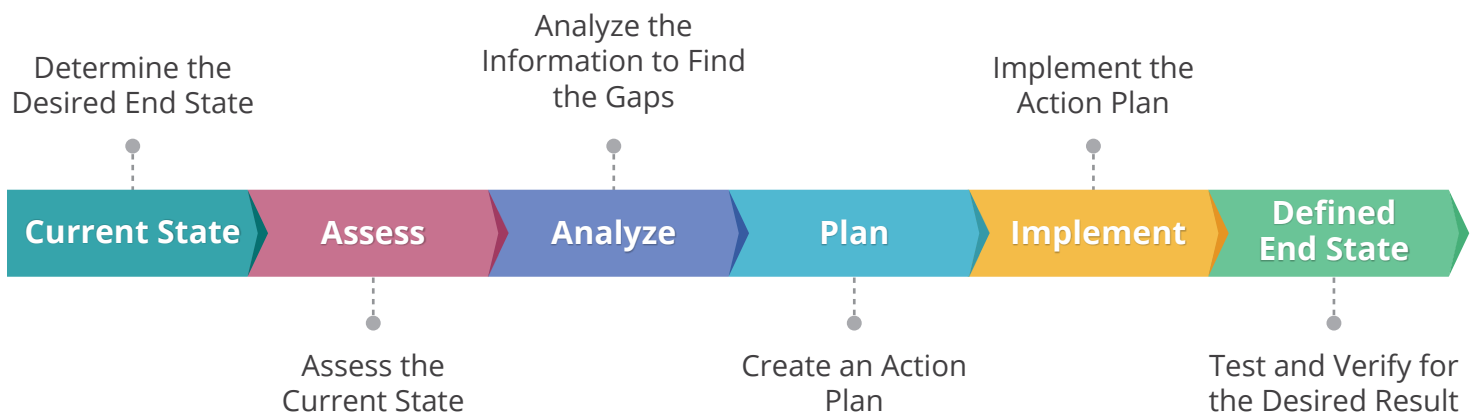 Determine the
Desired End State
Analyze the
Information to Find
the Gaps
Implement the
Action Plan
Current State
Assess
Analyze
Plan
Implement
Defined
End State
Assess the
Current State
Create an Action
Plan
Test and Verify for
the Desired Result